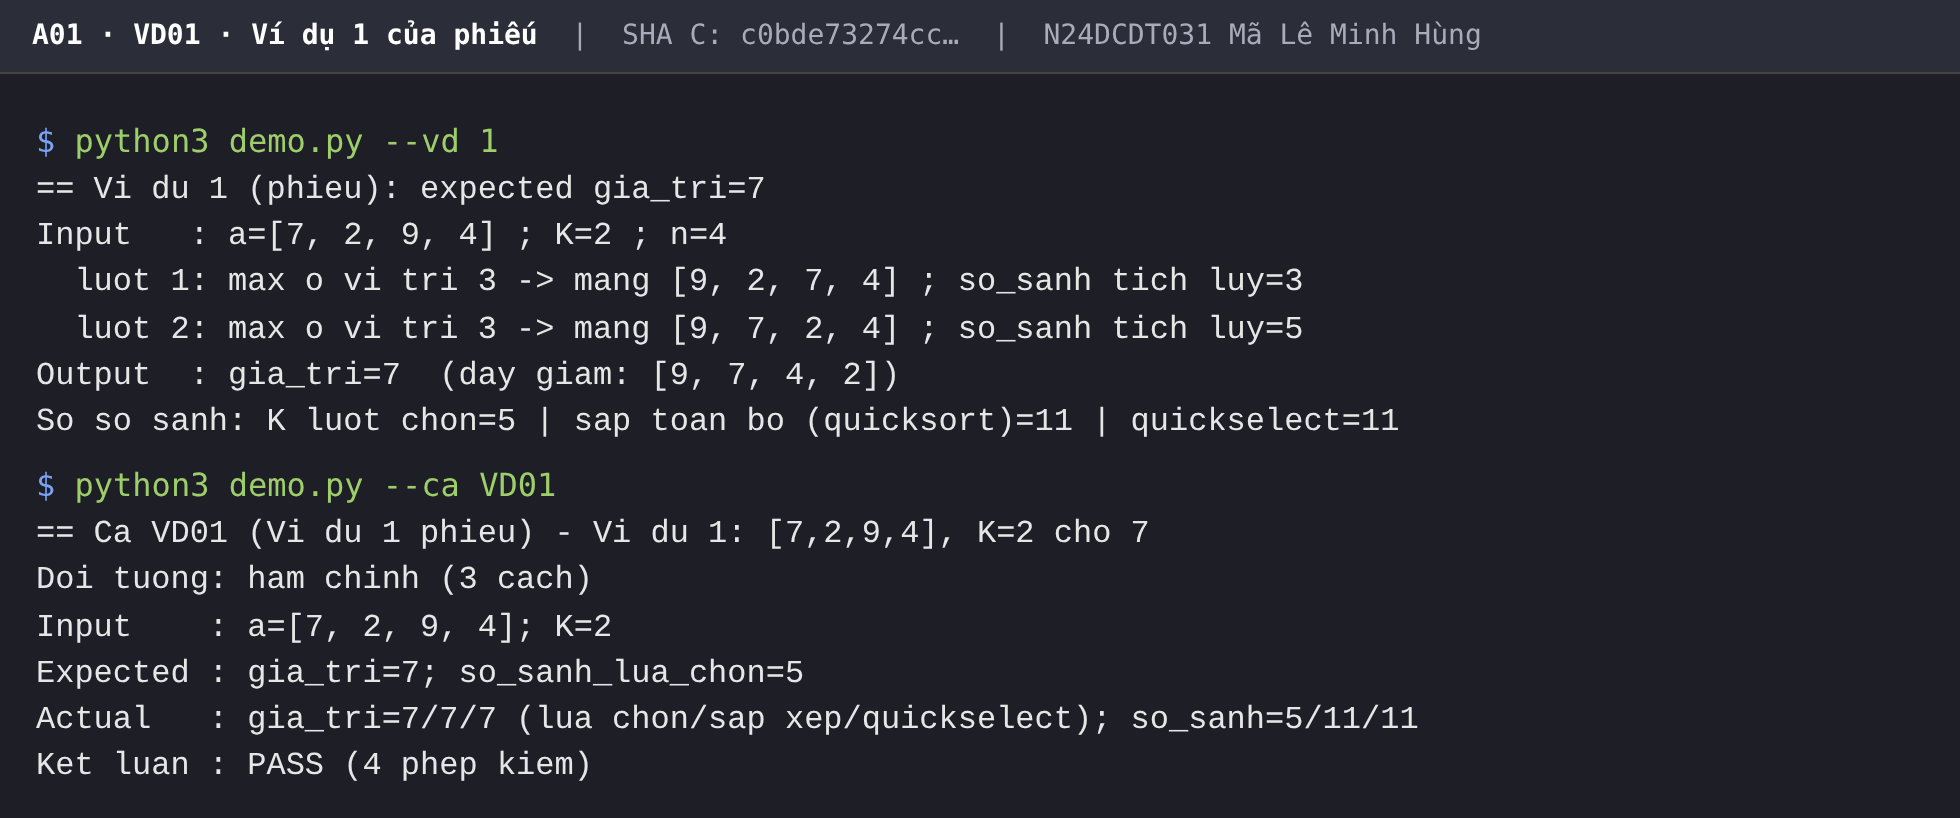 A01 · VD01 · Ví dụ 1 của phiếu | SHA C: c0bde73274cc… | N24DCDT031 Mã Lê Minh Hùng
$ python3 demo.py --vd 1
== Vi du 1 (phieu): expected gia_tri=7
Input   : a=[7, 2, 9, 4] ; K=2 ; n=4
  luot 1: max o vi tri 3 -> mang [9, 2, 7, 4] ; so_sanh tich luy=3
  luot 2: max o vi tri 3 -> mang [9, 7, 2, 4] ; so_sanh tich luy=5
Output  : gia_tri=7  (day giam: [9, 7, 4, 2])
So so sanh: K luot chon=5 | sap toan bo (quicksort)=11 | quickselect=11
$ python3 demo.py --ca VD01
== Ca VD01 (Vi du 1 phieu) - Vi du 1: [7,2,9,4], K=2 cho 7
Doi tuong: ham chinh (3 cach)
Input    : a=[7, 2, 9, 4]; K=2
Expected : gia_tri=7; so_sanh_lua_chon=5
Actual   : gia_tri=7/7/7 (lua chon/sap xep/quickselect); so_sanh=5/11/11
Ket luan : PASS (4 phep kiem)